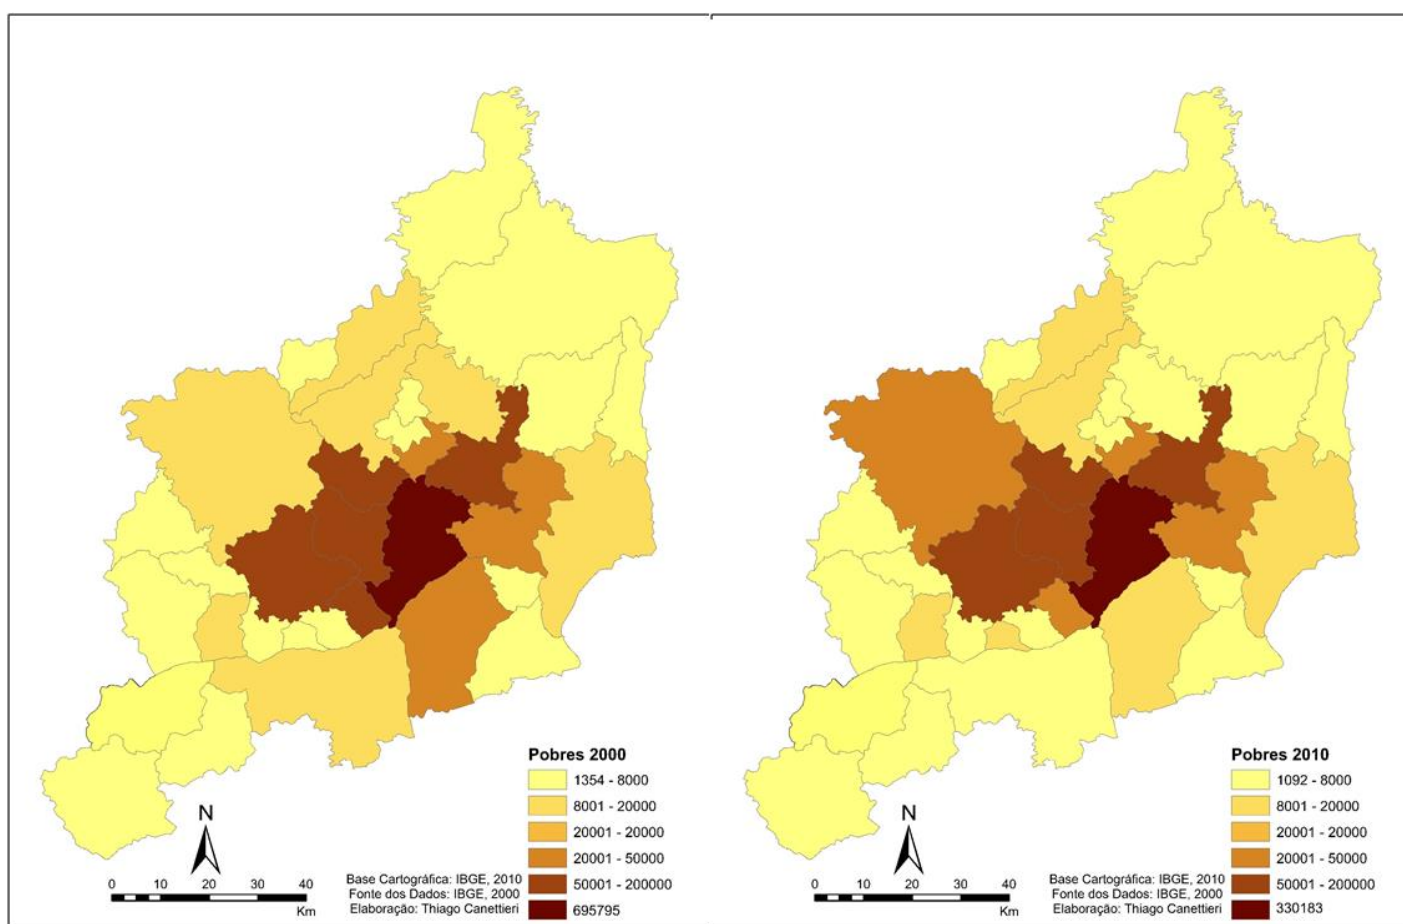 Pobres 2000
1354 - 8000
8001 - 20000
20001 - 20000
20001 - 50000
50001 - 200000
695795
N
0 10 20 30 40
Km
Base Cartográfica: IBGE, 2010
Fonte dos Dados: IBGE, 2000
Elaboração: Thiago Canettieri
Pobres 2010
1092 - 8000
8001 - 20000
20001 - 20000
20001 - 50000
50001 - 200000
330183
N
0 10 20 30 40
Km
Base Cartográfica: IBGE, 2010
Fonte dos Dados: IBGE, 2000
Elaboração: Thiago Canettieri